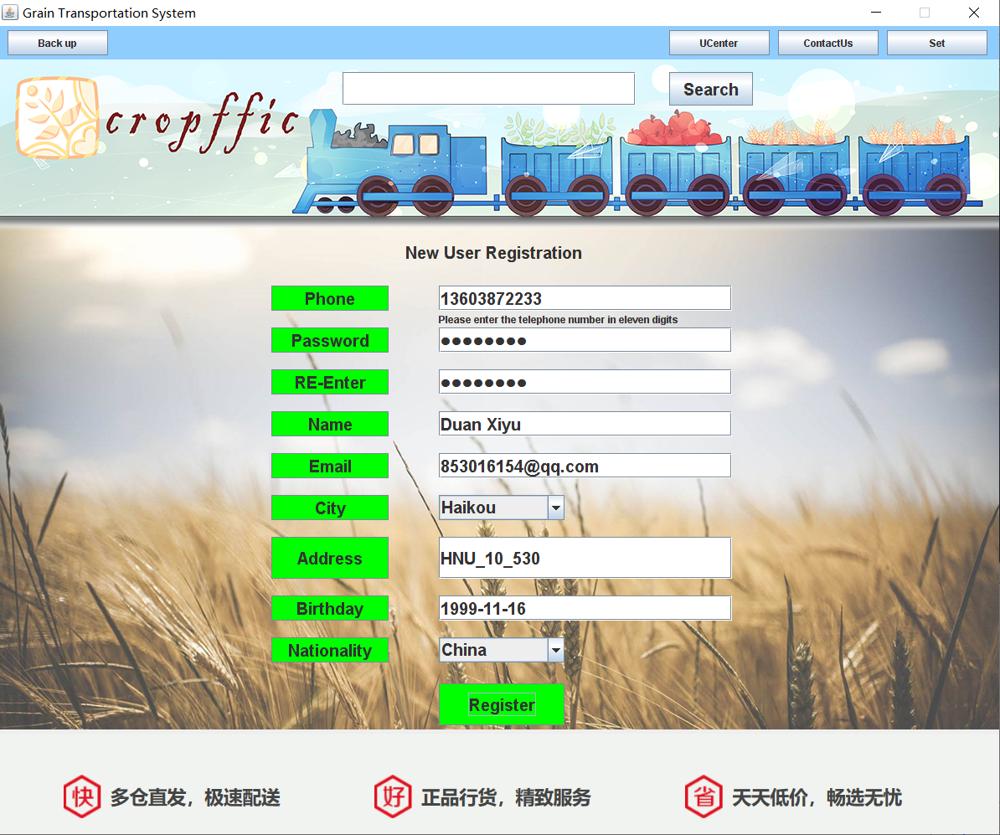 Grain Transportation System
Back up
UCenter
ContactUs
Set
cropffic
Search
New User Registration
Phone
13603872233
Please enter the telephone number in eleven digits
Password
●●●●●●●●
RE-Enter
●●●●●●●●
Name
Duan Xiyu
Email
853016154@qq.com
City
Haikou
Address
HNU_10_530
Birthday
1999-11-16
Nationality
China
Register
快 多仓直发，极速配送
好 正品行货，精致服务
省 天天低价，畅选无忧